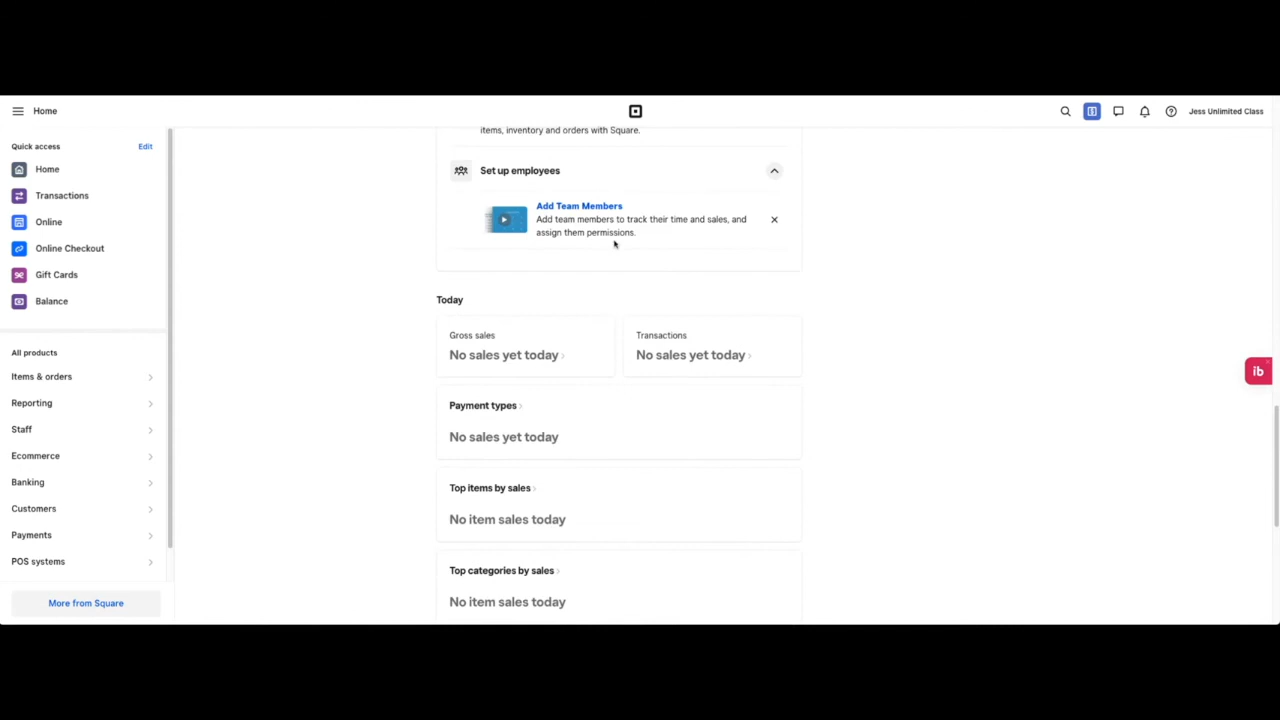 Home
Jess Unlimited Class
Quick access
Edit
Home
Transactions
Online
Online Checkout
Gift Cards
Balance
All products
Items & orders
Reporting
Staff
Ecommerce
Banking
Customers
Payments
POS systems
More from Square
items, inventory and orders with Square.
Set up employees
Add Team Members
Add team members to track their time and sales, and
assign them permissions.
Today
Gross sales
No sales yet today
Transactions
No sales yet today
Payment types
No sales yet today
Top items by sales
No item sales today
Top categories by sales
No item sales today
ib